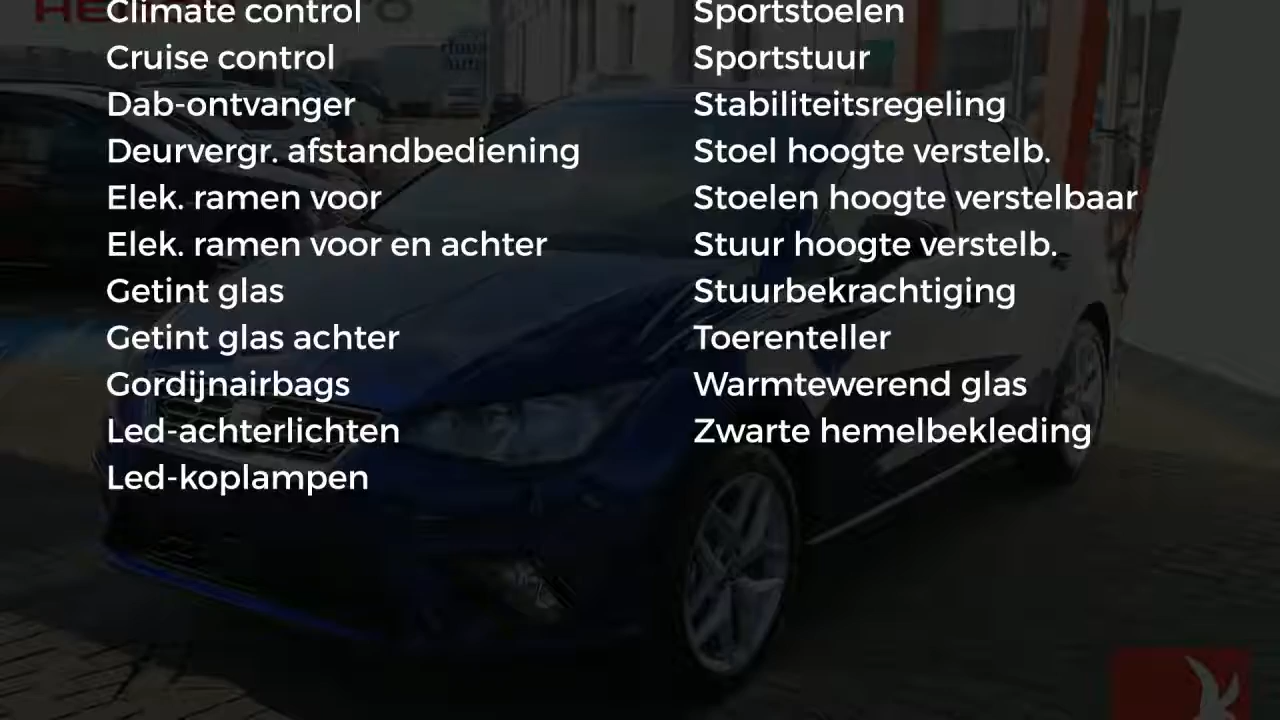 Climate control
Cruise control
Dab-ontvanger
Deurvergr. afstandbediening
Elek. ramen voor
Elek. ramen voor en achter
Getint glas
Getint glas achter
Gordijnairbags
Led-achterlichten
Led-koplampen
Sportstoelen
Sportstuur
Stabiliteitsregeling
Stoel hoogte verstelb.
Stoelen hoogte verstelbaar
Stuur hoogte verstelb.
Stuurbekrachtiging
Toerenteller
Warmtewerend glas
Zwarte hemelbekleding